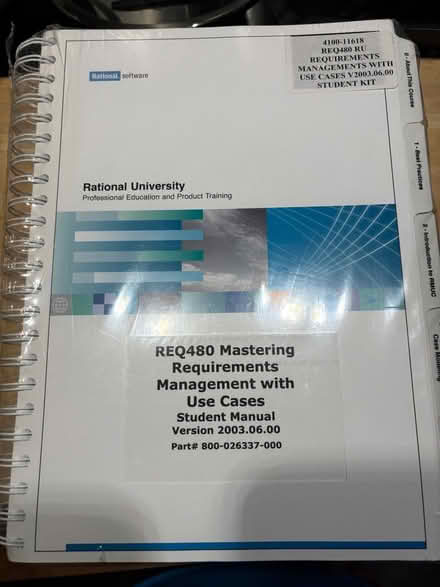 4100-11618
REQ480 RU
REQUIREMENTS
MANAGEMENTS WITH
USE CASES V2003.06.00
STUDENT KIT
Rational software
Rational University
Professional Education and Product Training
REQ480 Mastering
Requirements
Management with
Use Cases
Student Manual
Version 2003.06.00
Part# 800-026337-000
0 - About This Course
1 - Best Practices
2 - Introduction to RMUC